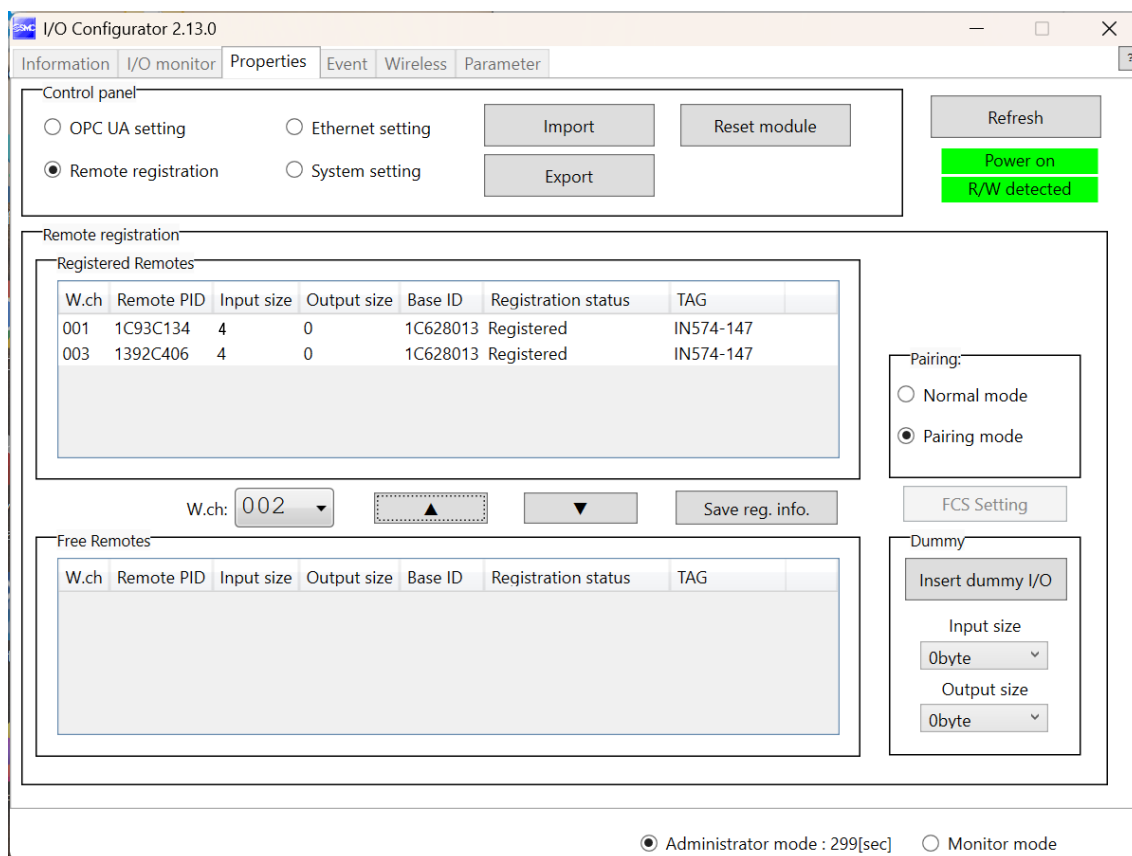 SMC I/O Configurator 2.13.0
Information I/O monitor Properties Event Wireless Parameter ?
Control panel
OPC UA setting Ethernet setting Import Reset module Refresh
Remote registration System setting Export Power on
R/W detected
Remote registration
Registered Remotes
W.ch Remote PID Input size Output size Base ID Registration status TAG
001 1C93C134 4 0 1C628013 Registered IN574-147
003 1392C406 4 0 1C628013 Registered IN574-147
Pairing:
Normal mode
Pairing mode
W.ch: 002 ▲ ▼ Save reg. info. FCS Setting
Free Remotes
W.ch Remote PID Input size Output size Base ID Registration status TAG
Dummy
Insert dummy I/O
Input size
0byte
Output size
0byte
Administrator mode : 299[sec] Monitor mode